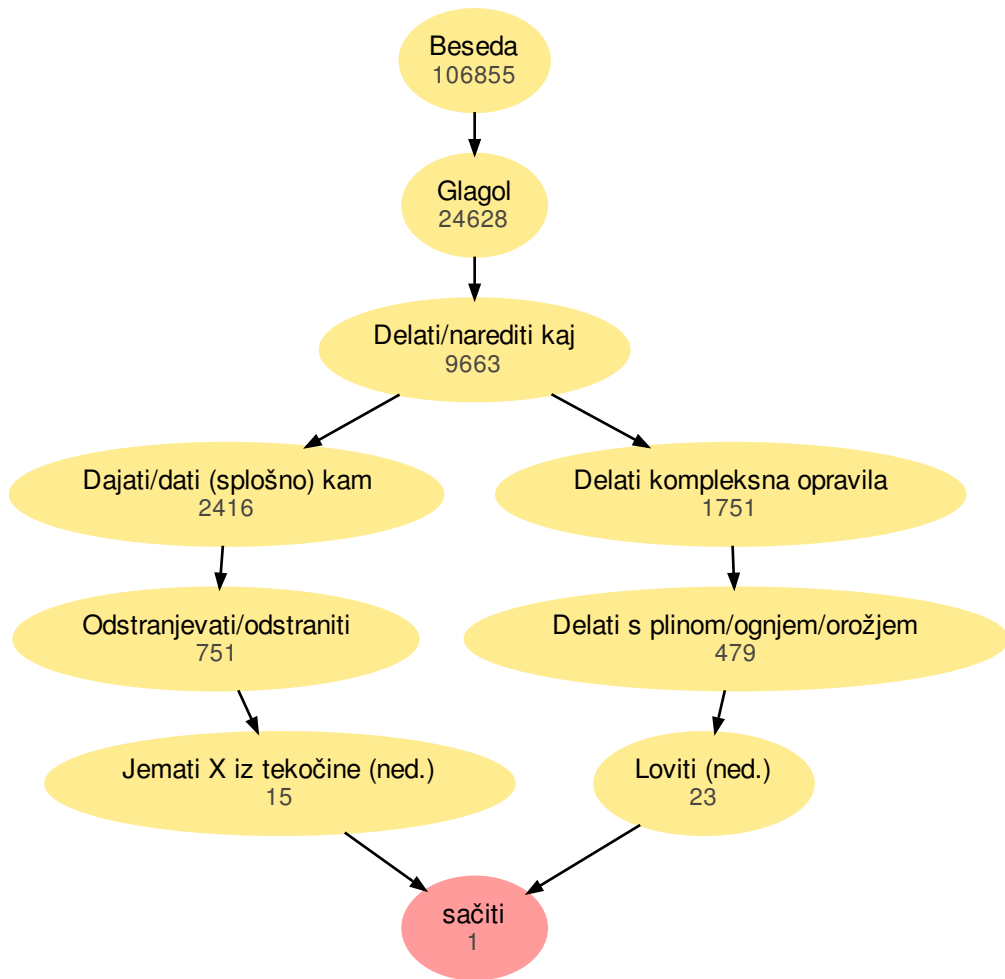 Beseda
106855
Glagol
24628
Delati/narediti kaj
9663
Dajati/dati (splošno) kam
2416
Delati kompleksna opravila
1751
Odstranjevati/odstraniti
751
Delati s plinom/ognjem/orožjem
479
Jemati X iz tekočine (ned.)
15
Loviti (ned.)
23
sačiti
1